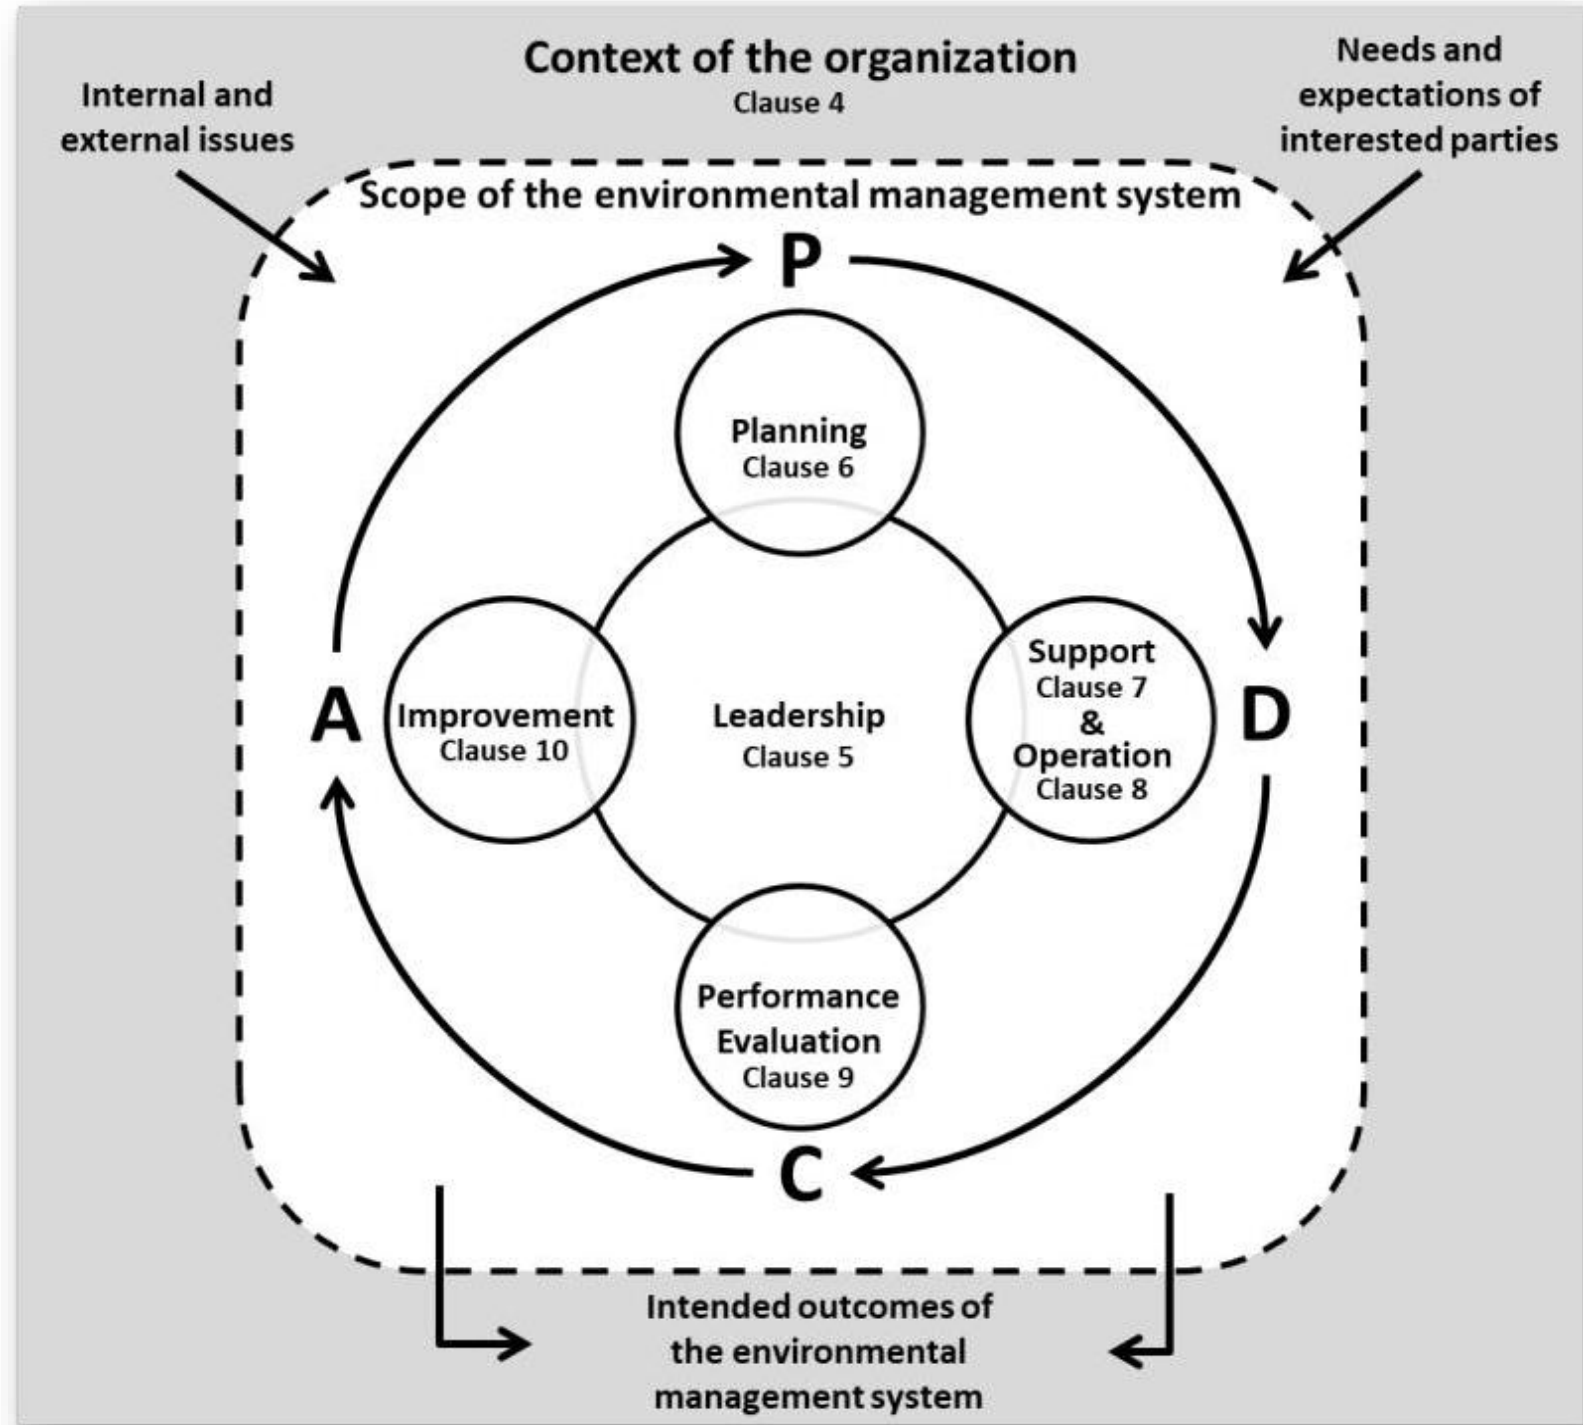 Context of the organization
Clause 4
Internal and
external issues
Needs and
expectations of
interested parties
Scope of the environmental management system
P
Planning
Clause 6
A
Improvement
Clause 10
Leadership
Clause 5
Support
Clause 7
&
Operation
Clause 8
D
Performance
Evaluation
Clause 9
C
Intended outcomes of
the environmental
management system